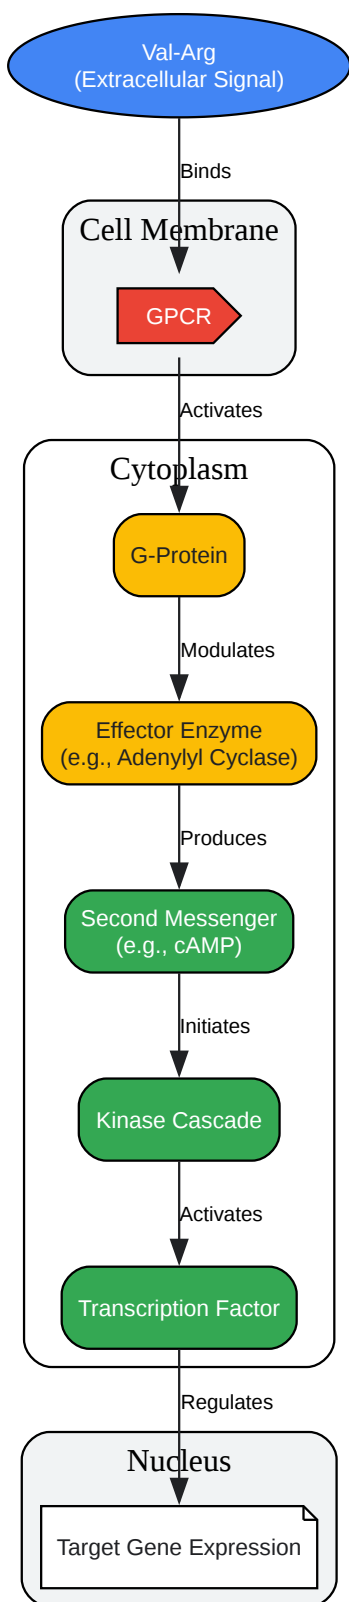 Val-Arg
(Extracellular Signal)
Binds
Cell Membrane
GPCR
Activates
Cytoplasm
G-Protein
Modulates
Effector Enzyme
(e.g., Adenylyl Cyclase)
Produces
Second Messenger
(e.g., cAMP)
Initiates
Kinase Cascade
Activates
Transcription Factor
Regulates
Nucleus
Target Gene Expression